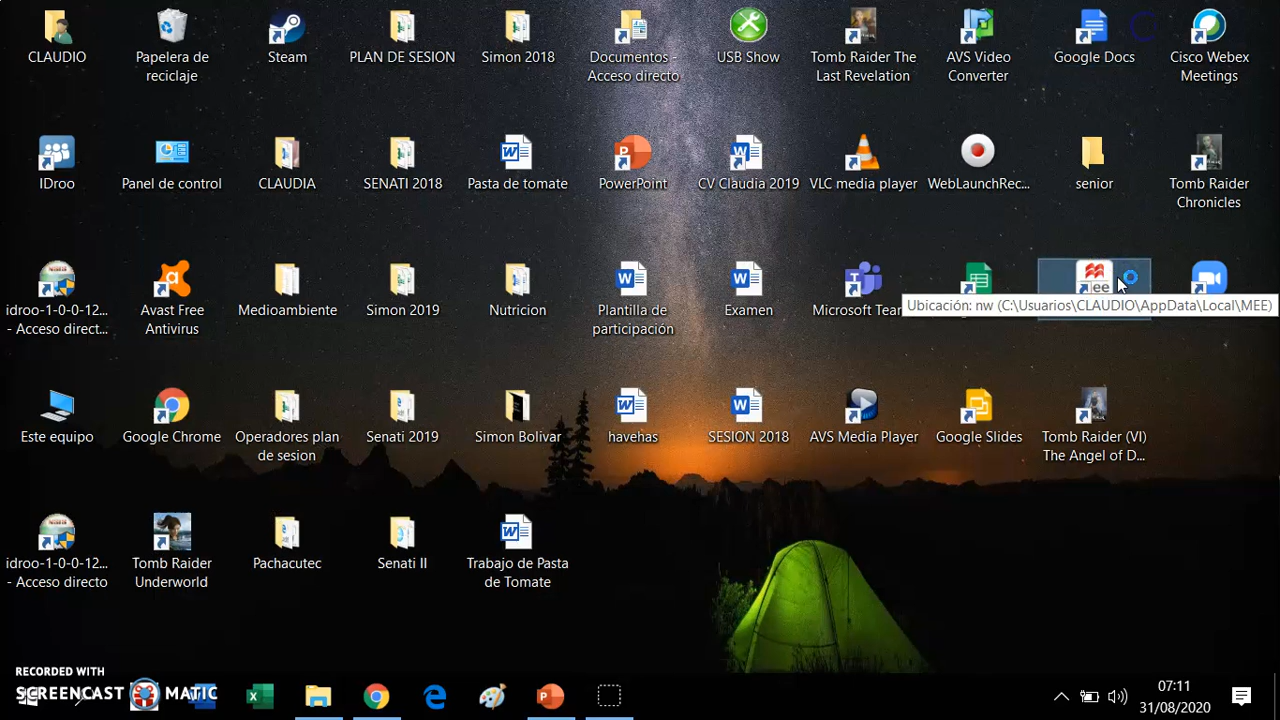 CLAUDIO
Papelera de
reciclaje
Steam
PLAN DE SESION
Simon 2018
Documentos -
Acceso directo
USB Show
Tomb Raider The
Last Revelation
AVS Video
Converter
Google Docs
Cisco Webex
Meetings
IDroo
Panel de control
CLAUDIA
SENATI 2018
Pasta de tomate
PowerPoint
CV Claudia 2019
VLC media player
WebLaunchRec...
senior
Tomb Raider
Chronicles
idroo-1-0-0-12...
- Acceso direct...
Avast Free
Antivirus
Medioambiente
Simon 2019
Nutricion
Plantilla de
participación
Examen
Microsoft Tea
mee
Ubicación: nw (C:\Usuarios\CLAUDIO\AppData\Local\MEE)
Este equipo
Google Chrome
Operadores plan
de sesion
Senati 2019
Simon Bolivar
havehas
SESION 2018
AVS Media Player
Google Slides
Tomb Raider (VI)
The Angel of D...
idroo-1-0-0-12...
- Acceso directo
Tomb Raider
Underworld
Pachacutec
Senati II
Trabajo de Pasta
de Tomate
RECORDED WITH
SCREENCAST MATIC
07:11
31/08/2020